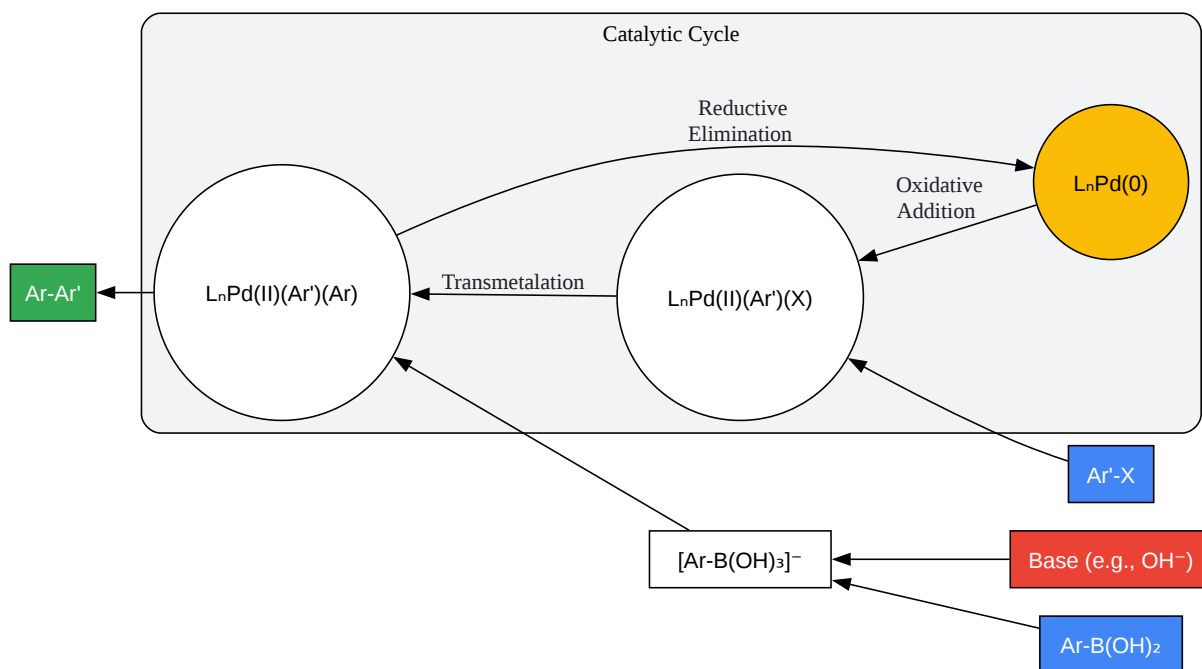 Catalytic Cycle
Reductive
Elimination
LₙPd(0)
Oxidative
Addition
Ar-Ar'
LₙPd(II)(Ar')(Ar)
Transmetalation
LₙPd(II)(Ar')(X)
Ar'-X
[Ar-B(OH)₃]⁻
Base (e.g., OH⁻)
Ar-B(OH)₂